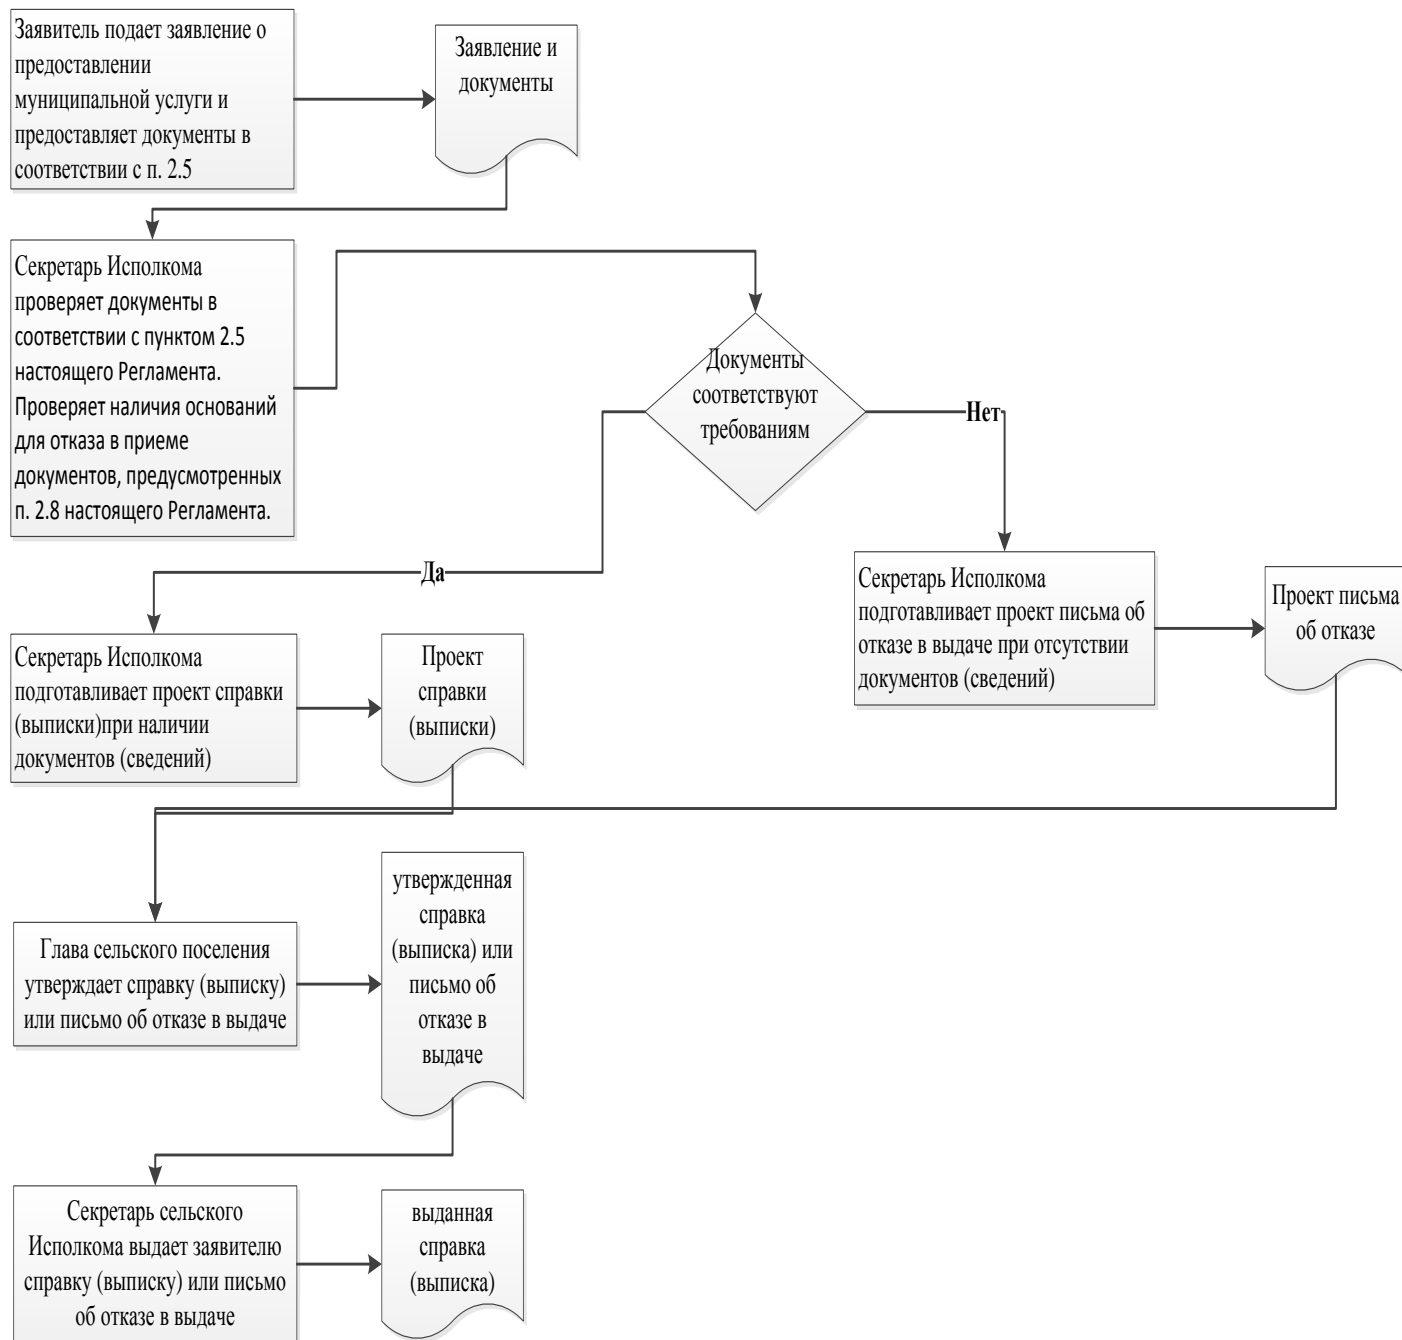 Заявитель подает заявление о
предоставлении
муниципальной услуги и
предоставляет документы в
соответствии с п. 2.5
Заявление и
документы
Секретарь Исполкома
проверяет документы в
соответствии с пунктом 2.5
настоящего Регламента.
Проверяет наличия оснований
для отказа в приеме
документов, предусмотренных
п. 2.8 настоящего Регламента.
Документы
соответствуют
требованиям
Нет
Да
Секретарь Исполкома
подготавливает проект письма об
отказе в выдаче при отсутствии
документов (сведений)
Проект письма
об отказе
Секретарь Исполкома
подготавливает проект справки
(выписки)при наличии
документов (сведений)
Проект
справки
(выписки)
Глава сельского поселения
утверждает справку (выписку)
или письмо об отказе в выдаче
утвержденная
справка
(выписка) или
письмо об
отказе в
выдаче
Секретарь сельского
Исполкома выдает заявителю
справку (выписку) или письмо
об отказе в выдаче
выданная
справка
(выписка)